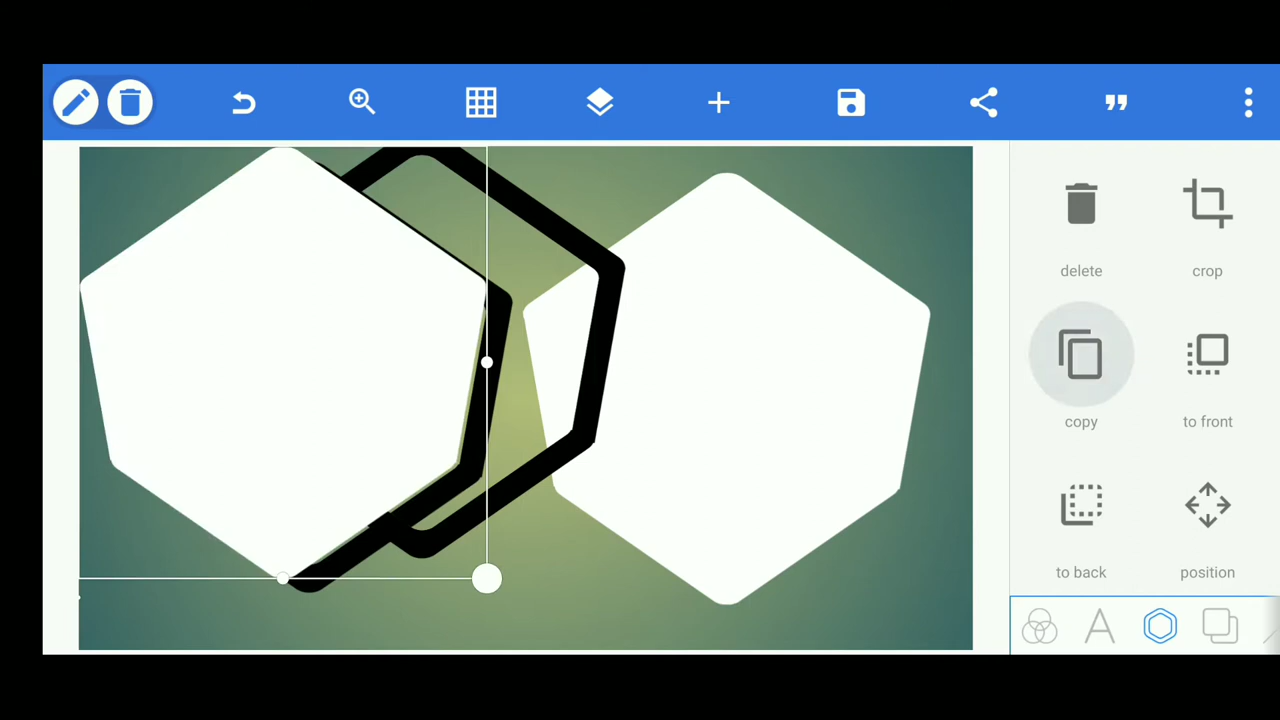 delete
crop
copy
to front
to back
position